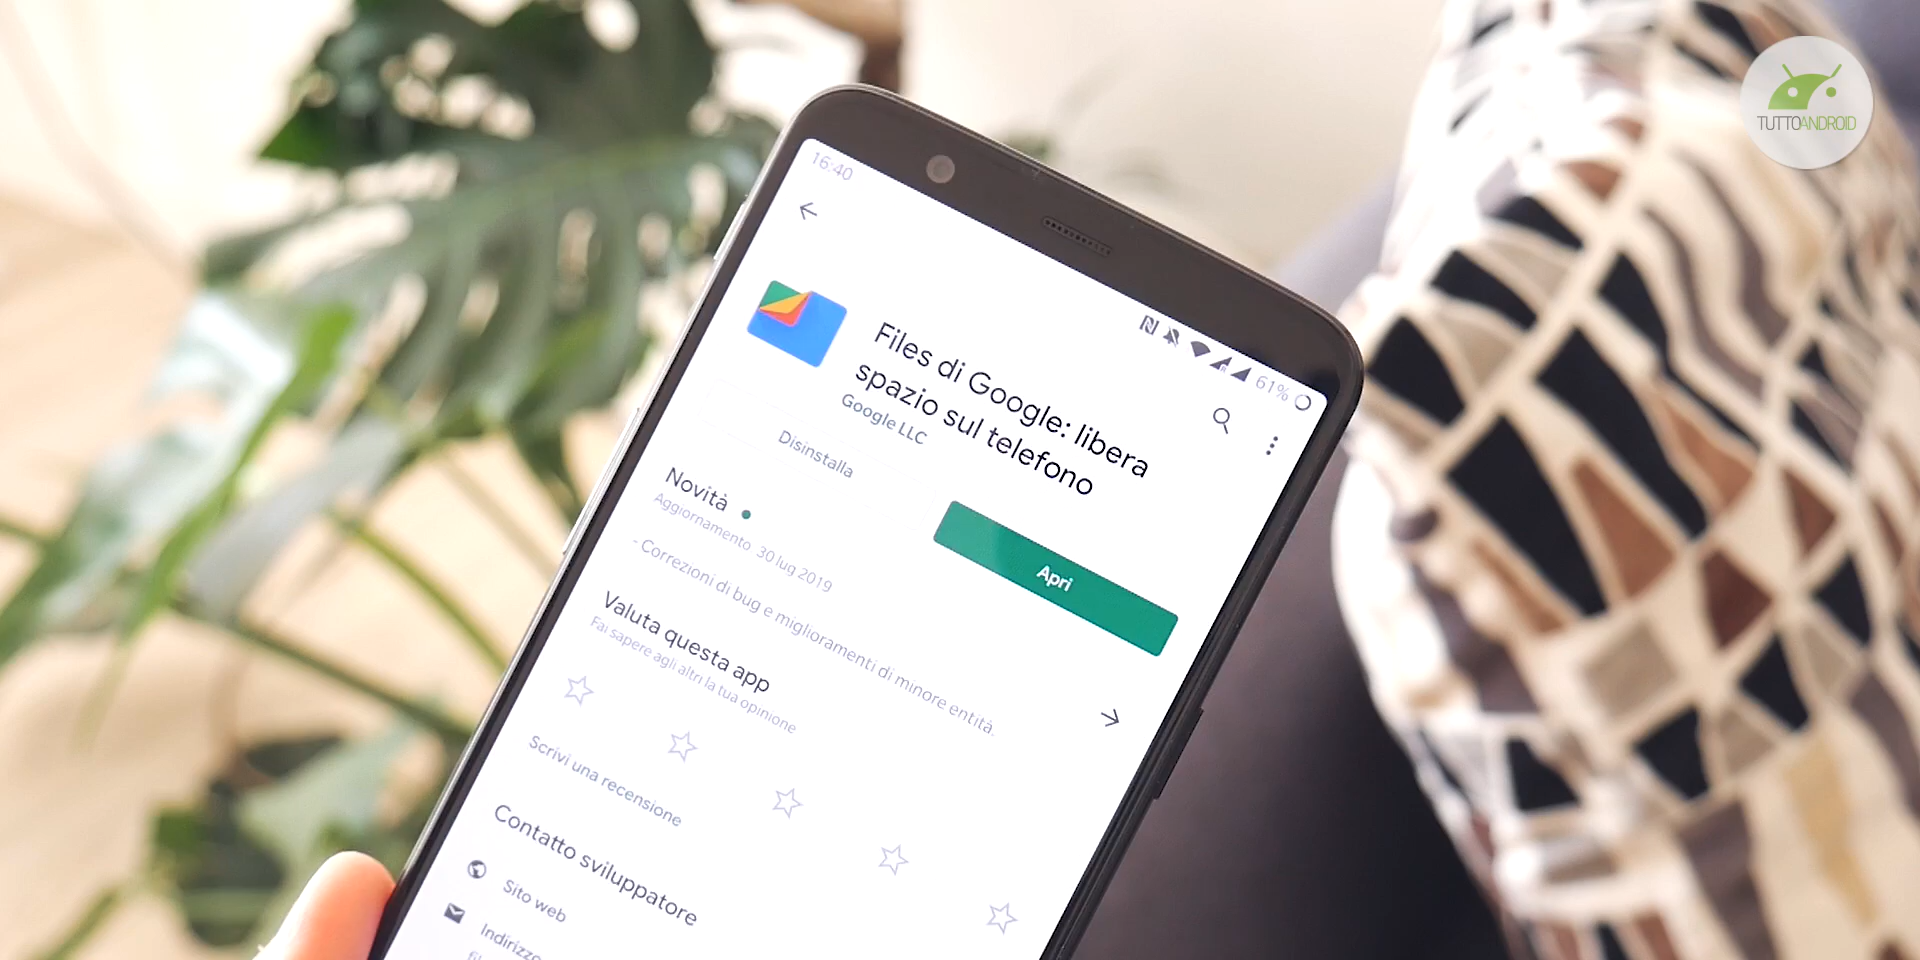 TUTTOANDROID
16:40
61%
Files di Google: libera
spazio sul telefono
Google LLC
Disinstalla
Apri
Novità
Aggiornamento 30 lug 2019
- Correzioni di bug e miglioramenti di minore entità.
Valuta questa app
Fai sapere agli altri la tua opinione
Scrivi una recensione
Contatto sviluppatore
Sito web